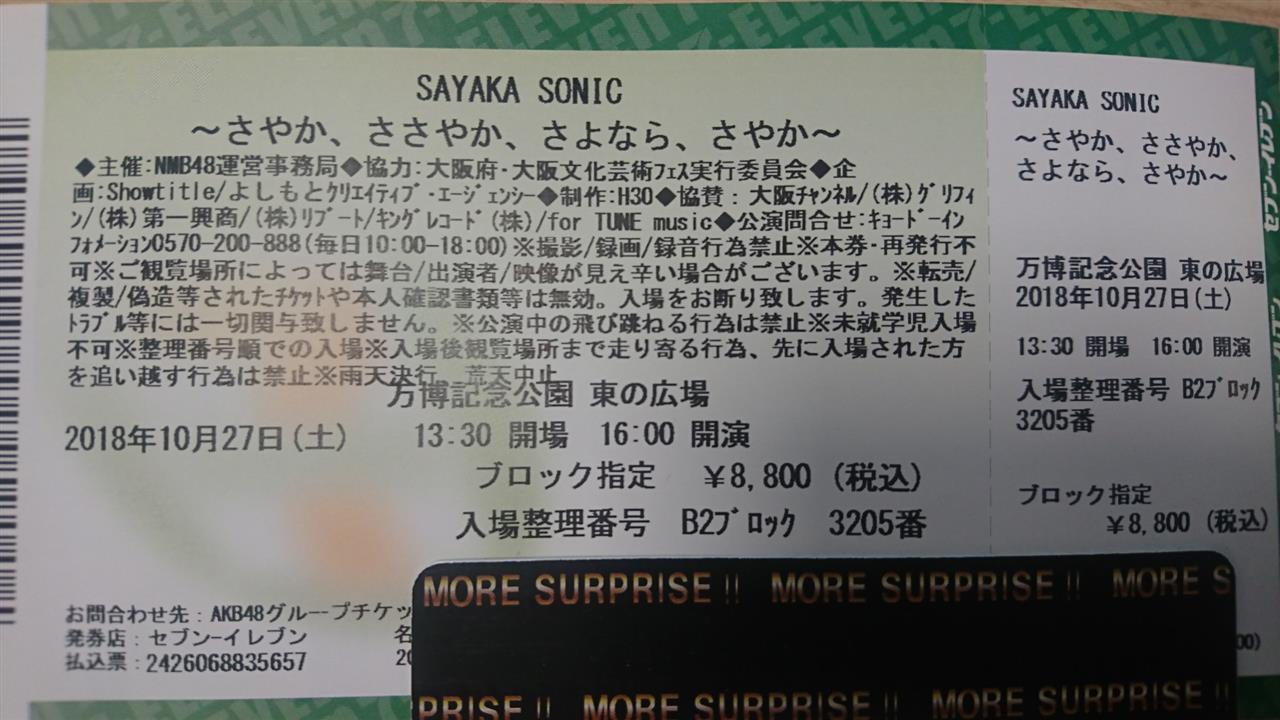 SAYAKA SONIC
～さやか、ささやか、さよなら、さやか～
◆主催:NMB48運営事務局◆協力:大阪府・大阪文化芸術フェス実行委員会◆企
画:Showtitle/よしもとクリエイティブ・エージェンシー◆制作:H30◆協賛:大阪チャンネル/(株)グリフィ
ン/(株)第一興商/(株)リブート/キングレコード(株)/for TUNE music◆公演問合せ:キョードーイン
フォメーション0570-200-888(毎日10:00-18:00)※撮影/録画/録音行為禁止※本券・再発行不
可※ご観覧場所によっては舞台/出演者/映像が見え辛い場合がございます。※転売/
複製/偽造等されたチケットや本人確認書類等は無効。入場をお断り致します。発生した
トラブル等には一切関与致しません。※公演中の飛び跳ねる行為は禁止※未就学児入場
不可※整理番号順での入場※入場後観覧場所まで走り寄る行為、先に入場された方
を追い越す行為は禁止※雨天決行、荒天中止
万博記念公園 東の広場
2018年10月27日(土) 13:30 開場 16:00 開演
ブロック指定 ￥8,800 (税込)
入場整理番号 B2ブロック 3205番
お問合わせ先:AKB48グループチケッ
発券店:セブン-イレブン 名
払込票:2426068835657 20
SAYAKA SONIC
～さやか、ささやか、
さよなら、さやか～
万博記念公園 東の広場
2018年10月27日(土)
13:30 開場 16:00 開演
入場整理番号 B2ブロック
3205番
ブロック指定
￥8,800 (税込)
00)
MORE SURPRISE !! MORE SURPRISE !! MORE S
PRISE !! MORE SURPRISE !! MORE SURPRISE !!
7-ELEVEN
セブン-イレブン